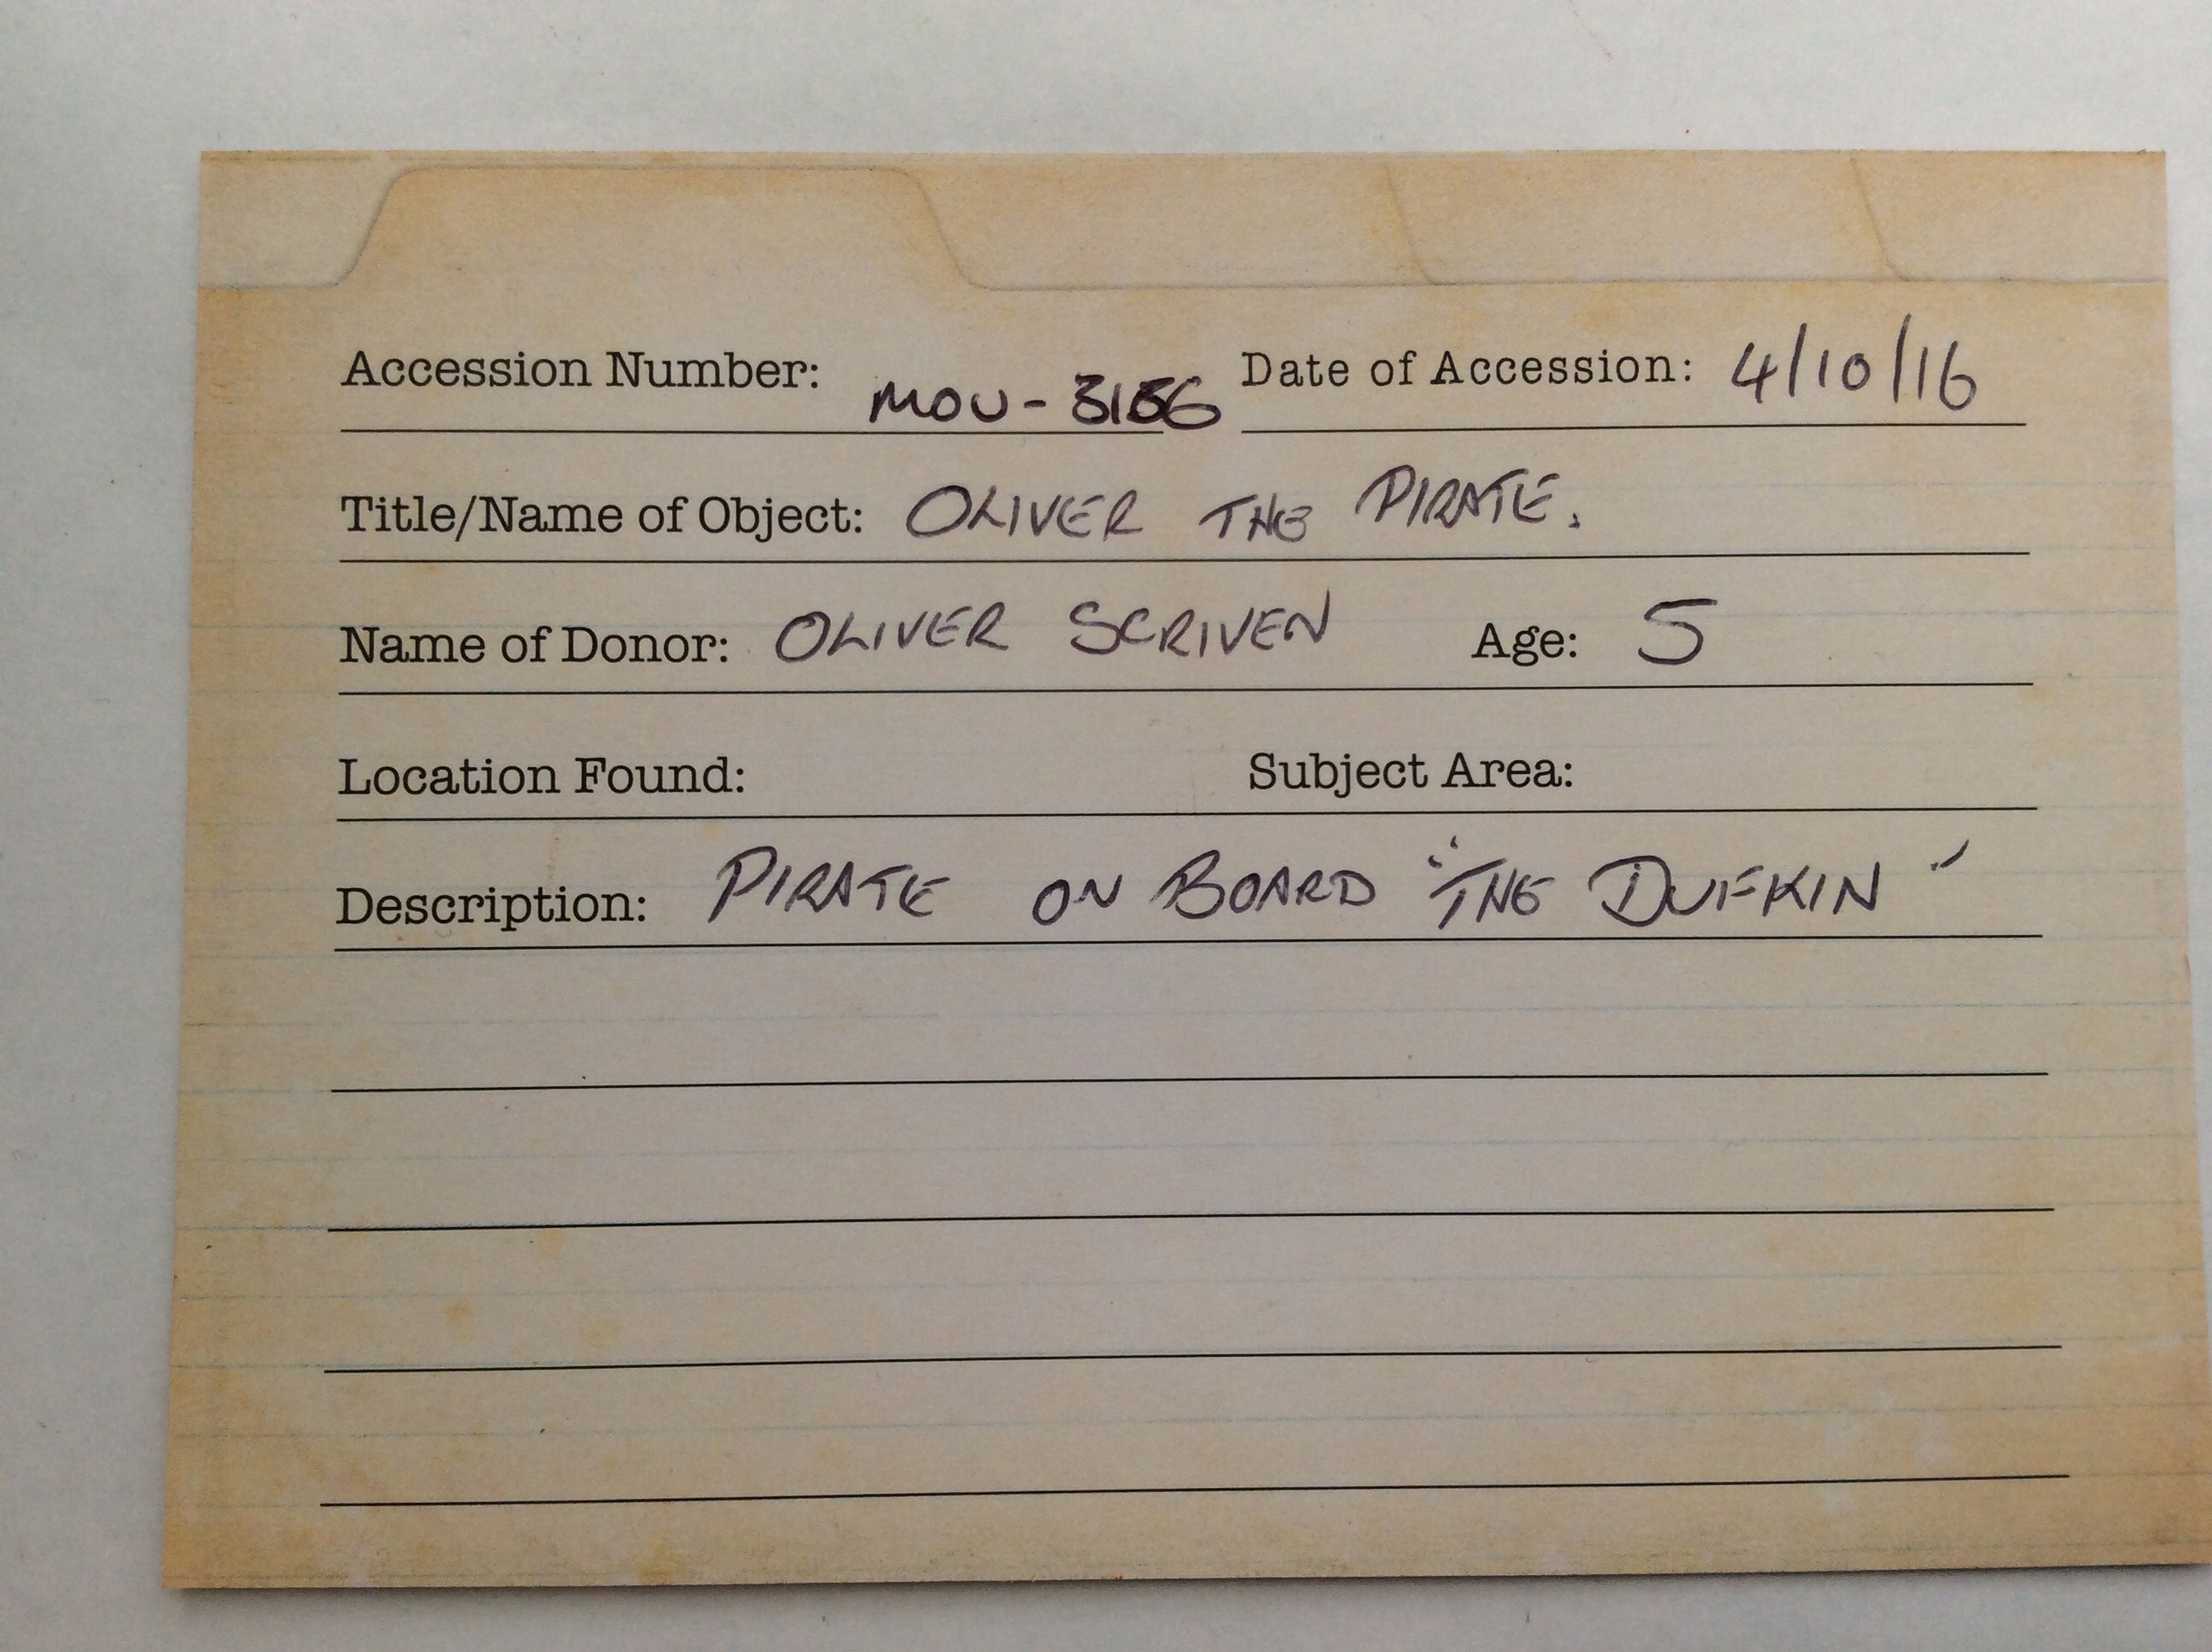 Accession Number: MOU- Date of Accession: 4/10/16
Title/Name of Object: OLIVER THE PIRATE.
Name of Donor: OLIVER SCRIVEN Age: 5
Location Found: Subject Area:
Description: PIRATE ON BOARD "THE DUFKIN"